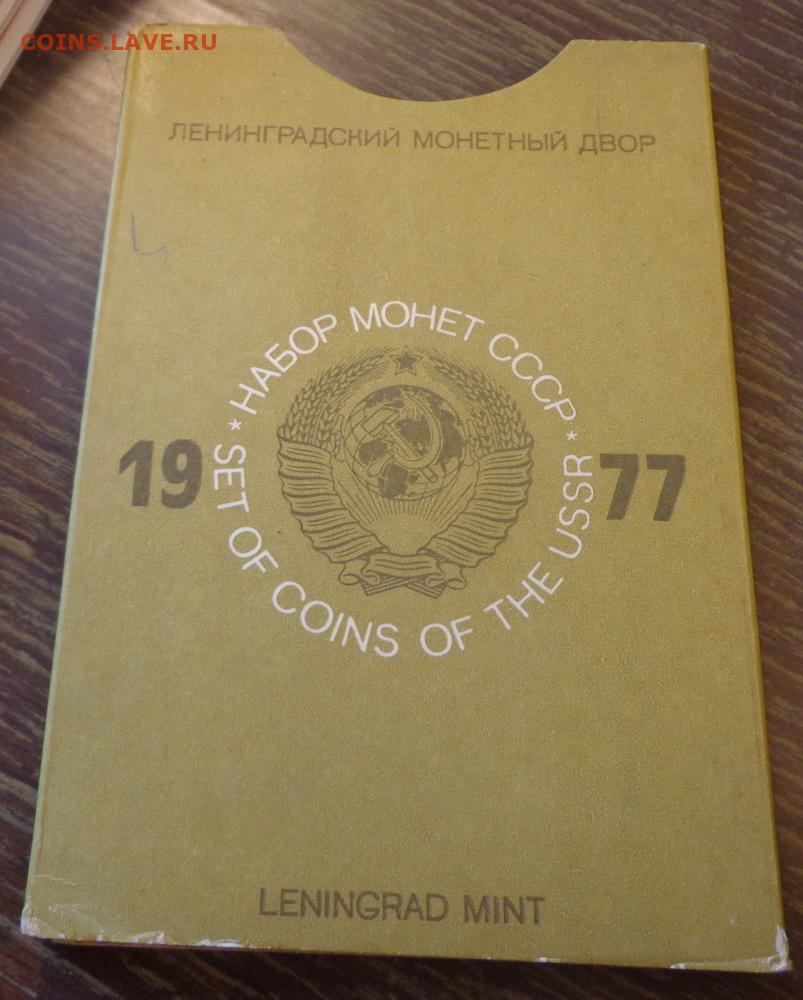 COINS.LAVE.RU
ЛЕНИНГРАДСКИЙ МОНЕТНЫЙ ДВОР
* НАБОР МОНЕТ СССР *
19 77
SET OF COINS OF THE USSR
LENINGRAD MINT